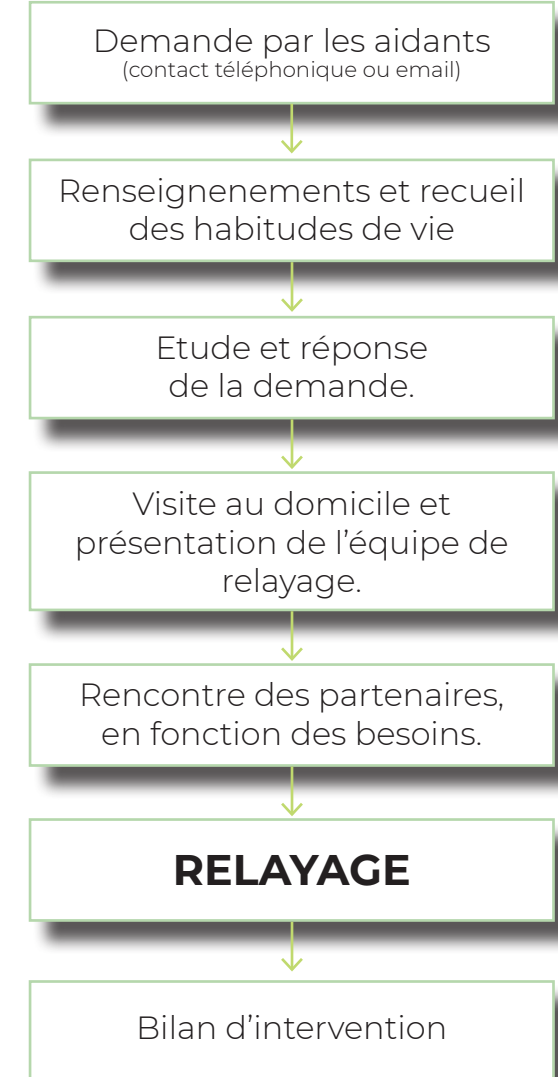 Demande par les aidants
(contact téléphonique ou email)
Renseignenements et recueil
des habitudes de vie
Etude et réponse
de la demande.
Visite au domicile et
présentation de l’équipe de
relayage.
Rencontre des partenaires,
en fonction des besoins.
RELAYAGE
Bilan d’intervention